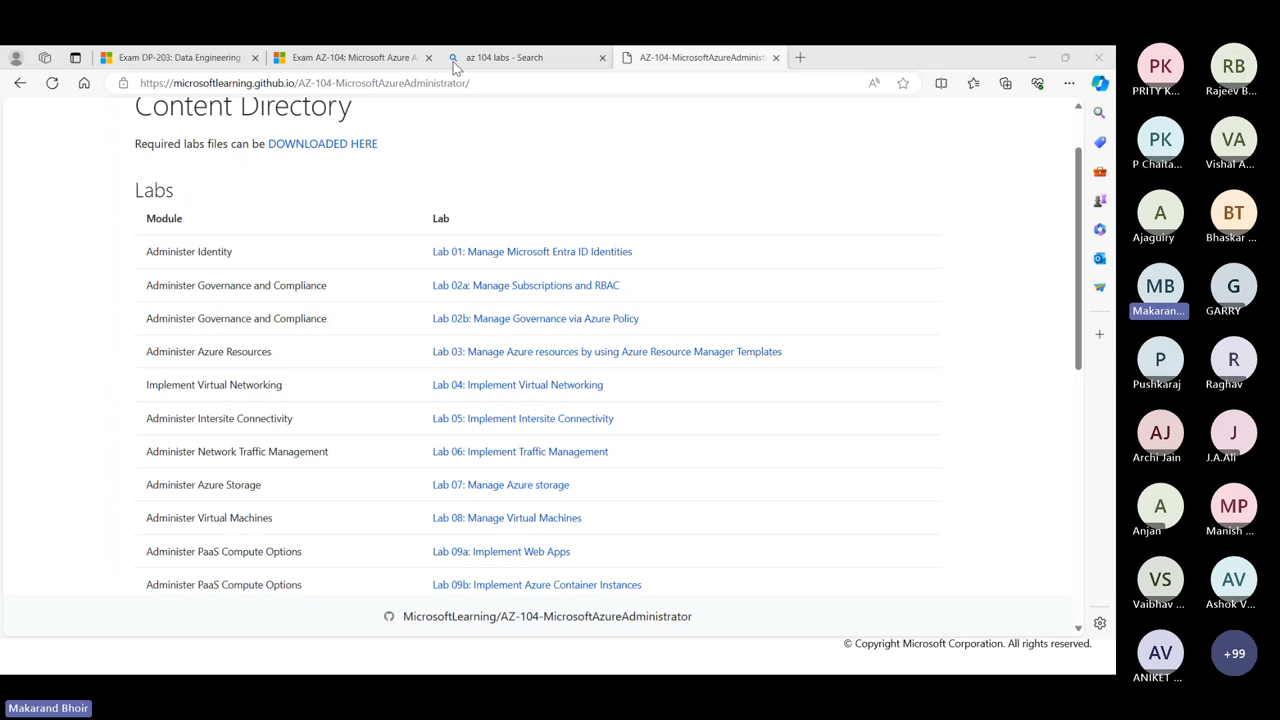 Exam DP-203: Data Engineering
Exam AZ-104: Microsoft Azure A
az 104 labs - Search
AZ-104-MicrosoftAzureAdminist
https://microsoftlearning.github.io/AZ-104-MicrosoftAzureAdministrator/
Content Directory
Required labs files can be DOWNLOADED HERE
Labs
Module Lab
Administer Identity Lab 01: Manage Microsoft Entra ID Identities
Administer Governance and Compliance Lab 02a: Manage Subscriptions and RBAC
Administer Governance and Compliance Lab 02b: Manage Governance via Azure Policy
Administer Azure Resources Lab 03: Manage Azure resources by using Azure Resource Manager Templates
Implement Virtual Networking Lab 04: Implement Virtual Networking
Administer Intersite Connectivity Lab 05: Implement Intersite Connectivity
Administer Network Traffic Management Lab 06: Implement Traffic Management
Administer Azure Storage Lab 07: Manage Azure storage
Administer Virtual Machines Lab 08: Manage Virtual Machines
Administer PaaS Compute Options Lab 09a: Implement Web Apps
Administer PaaS Compute Options Lab 09b: Implement Azure Container Instances
MicrosoftLearning/AZ-104-MicrosoftAzureAdministrator
© Copyright Microsoft Corporation. All rights reserved.
Makarand Bhoir
PK RB
PRITY K... Rajeev B...
PK VA
P Chaita... Vishal A...
A BT
Ajaguiry Bhaskar ...
MB G
Makaran... GARRY
P R
Pushkaraj Raghav
AJ J
Archi Jain J.A.Ali
A MP
Anjan Manish ...
VS AV
Vaibhav ... Ashok V...
AV +99
ANIKET ...